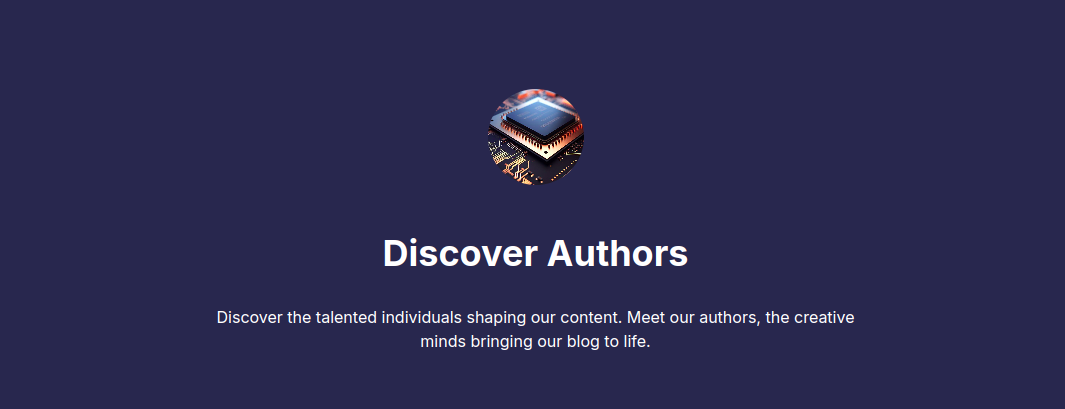 Discover Authors
Discover the talented individuals shaping our content. Meet our authors, the creative
minds bringing our blog to life.